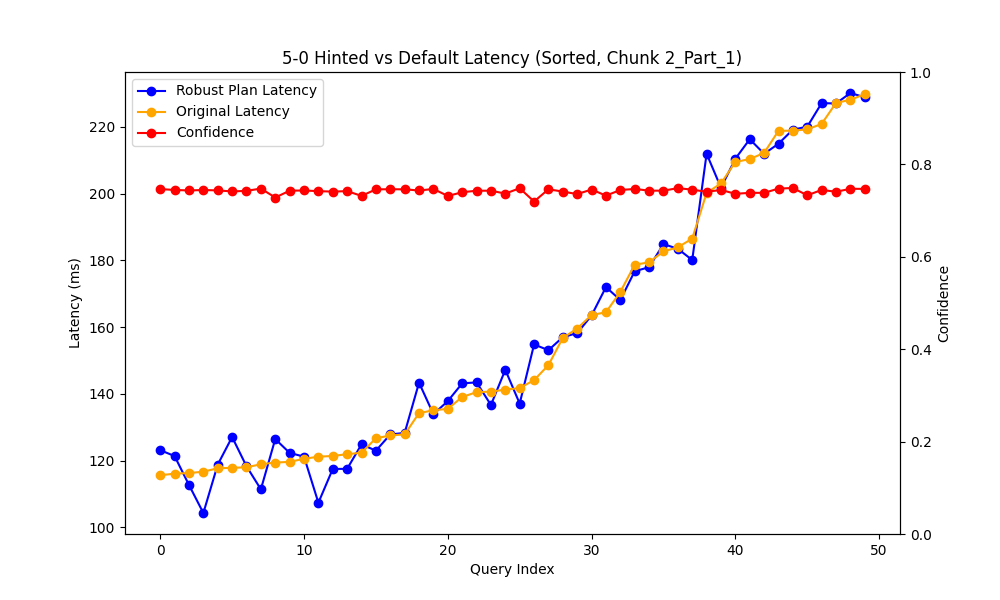 5-0 Hinted vs Default Latency (Sorted, Chunk 2_Part_1)
Robust Plan Latency
Original Latency
Confidence
Latency (ms)
220
200
180
160
140
120
100
1.0
0.8
0.6
0.4
0.2
0.0
Confidence
0 10 20 30 40 50
Query Index